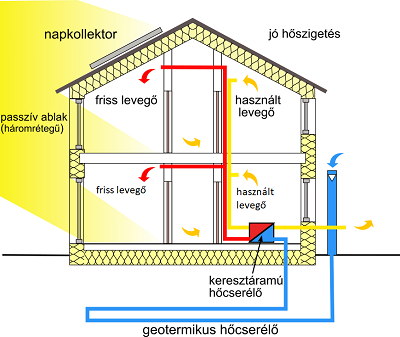 napkollektor
jó hőszigetés
passzív ablak
(háromrétegű)
friss levegő
használt
levegő
friss levegő
használt
levegő
keresztáramú
hőcserélő
geotermikus hőcserélő